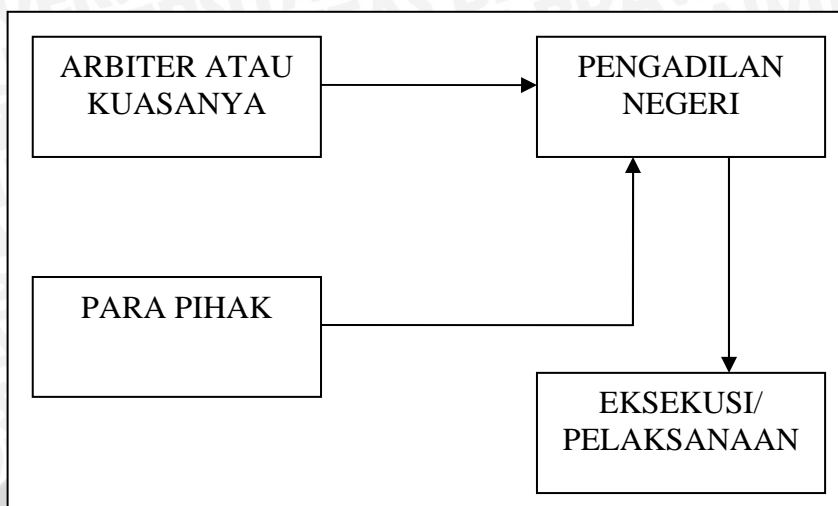 ARBITER ATAU
KUASANYA
PENGADILAN
NEGERI
PARA PIHAK
EKSEKUSI/
PELAKSANAAN